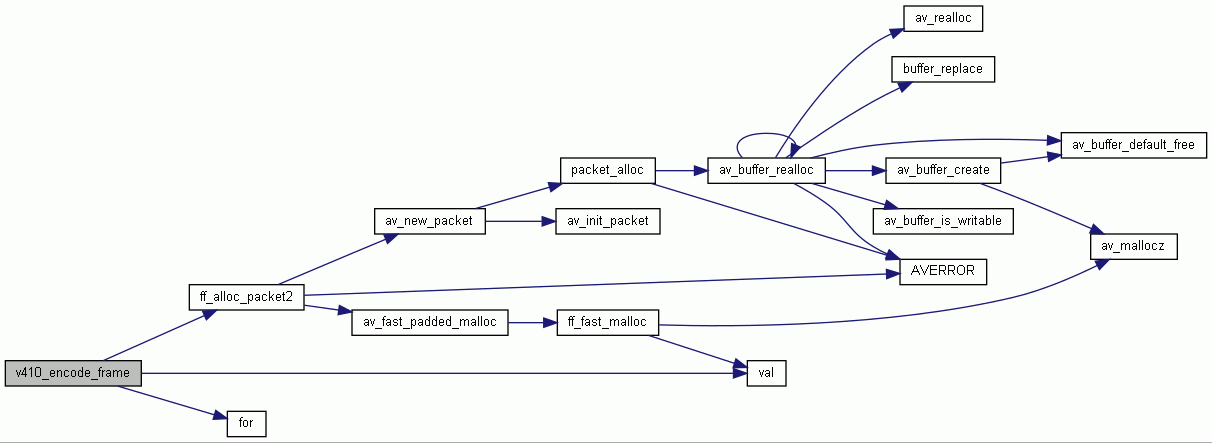 av_realloc
buffer_replace
av_buffer_default_free
packet_alloc
av_buffer_realloc
av_buffer_create
av_new_packet
av_init_packet
av_buffer_is_writable
av_mallocz
AVERROR
ff_alloc_packet2
av_fast_padded_malloc
ff_fast_malloc
v410_encode_frame
val
for